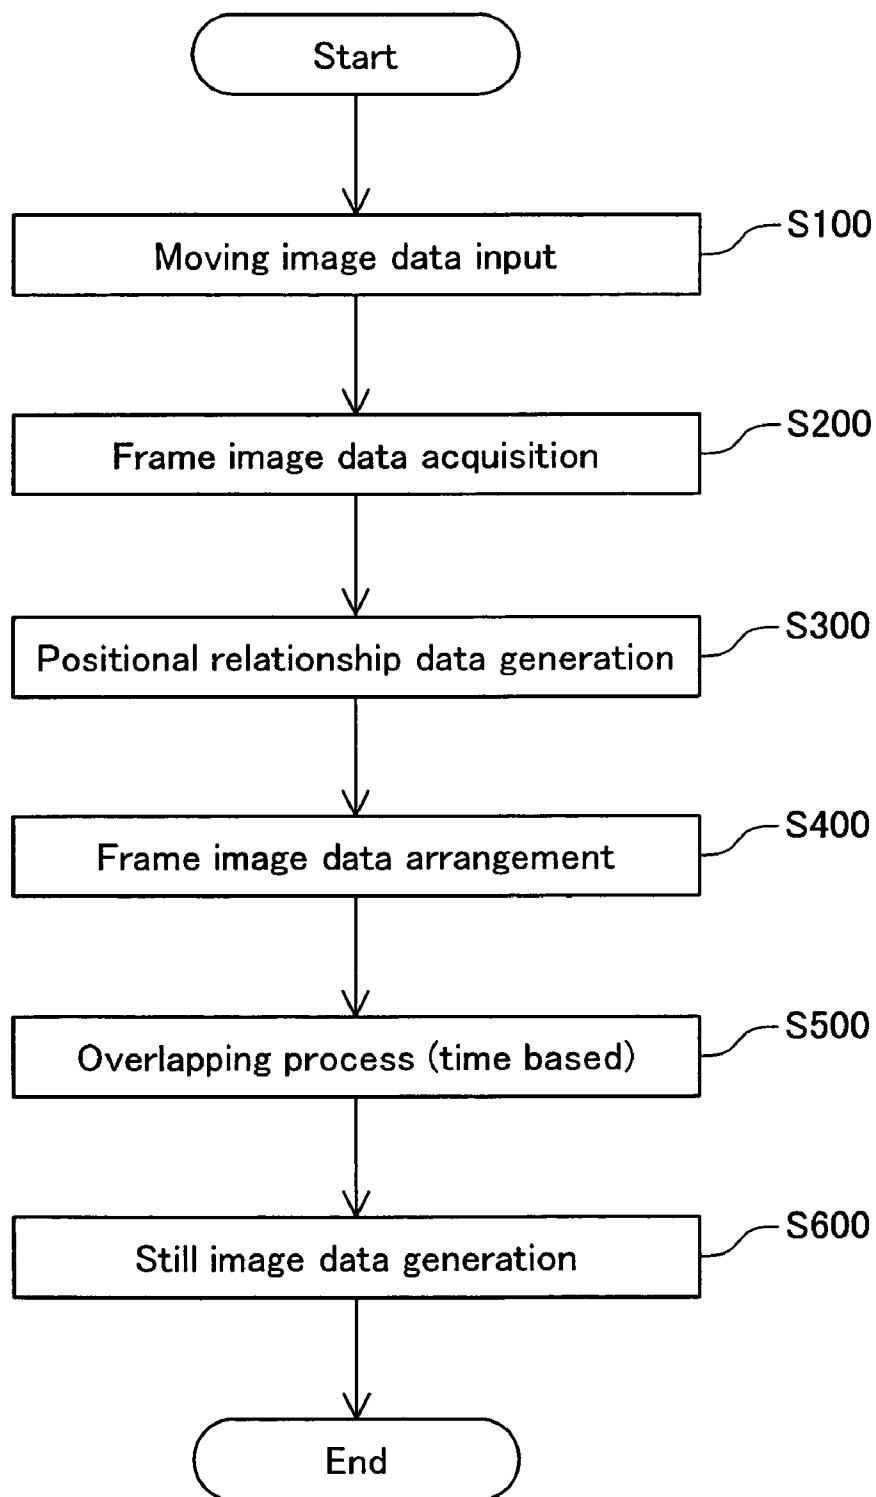 Start
S100
Moving image data input
S200
Frame image data acquisition
S300
Positional relationship data generation
S400
Frame image data arrangement
S500
Overlapping process (time based)
S600
Still image data generation
End